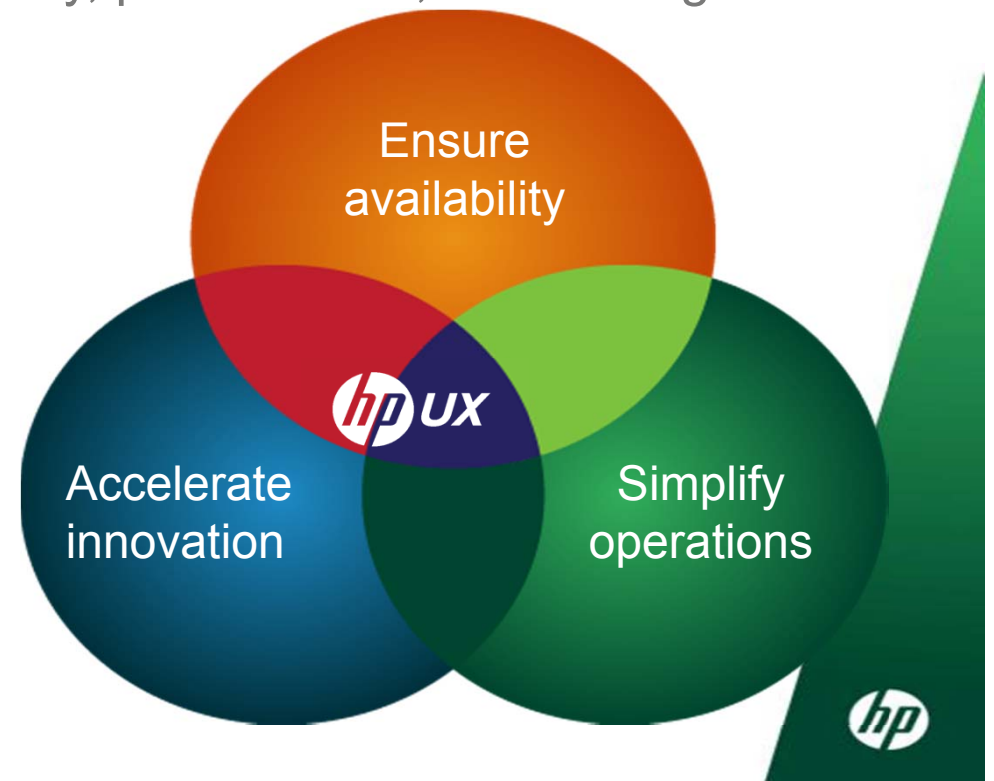 Ensure
availability
hp UX
Accelerate
innovation
Simplify
operations
hp